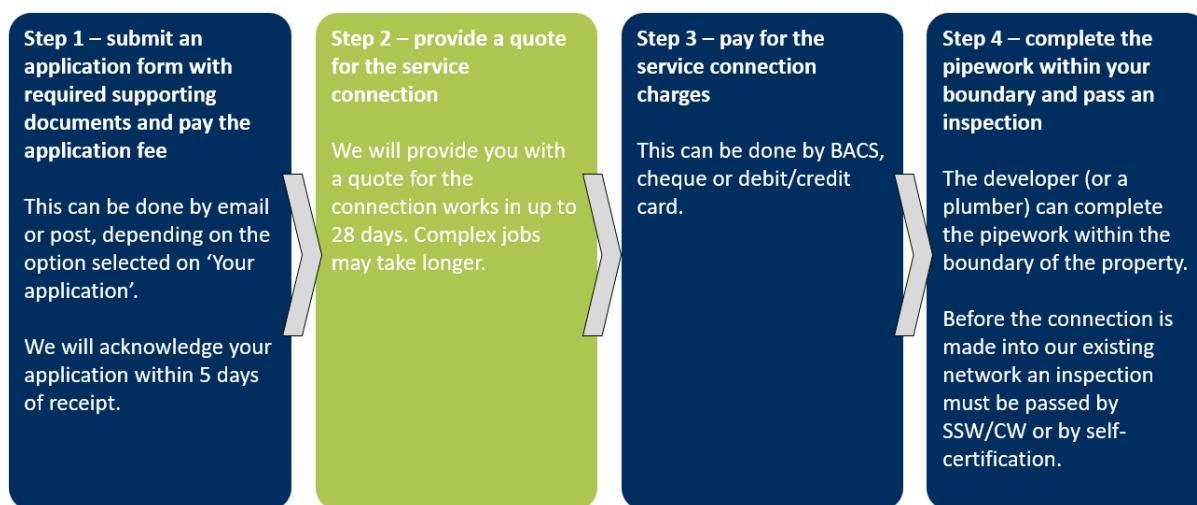 Step 1 – submit an
application form with
required supporting
documents and pay the
application fee
This can be done by email
or post, depending on the
option selected on ‘Your
application’.
We will acknowledge your
application within 5 days
of receipt.
Step 2 – provide a quote
for the service
connection
We will provide you with
a quote for the
connection works in up to
28 days. Complex jobs
may take longer.
Step 3 – pay for the
service connection
charges
This can be done by BACS,
cheque or debit/credit
card.
Step 4 – complete the
pipework within your
boundary and pass an
inspection
The developer (or a
plumber) can complete
the pipework within the
boundary of the property.
Before the connection is
made into our existing
network an inspection
must be passed by
SSW/CW or by self-
certification.